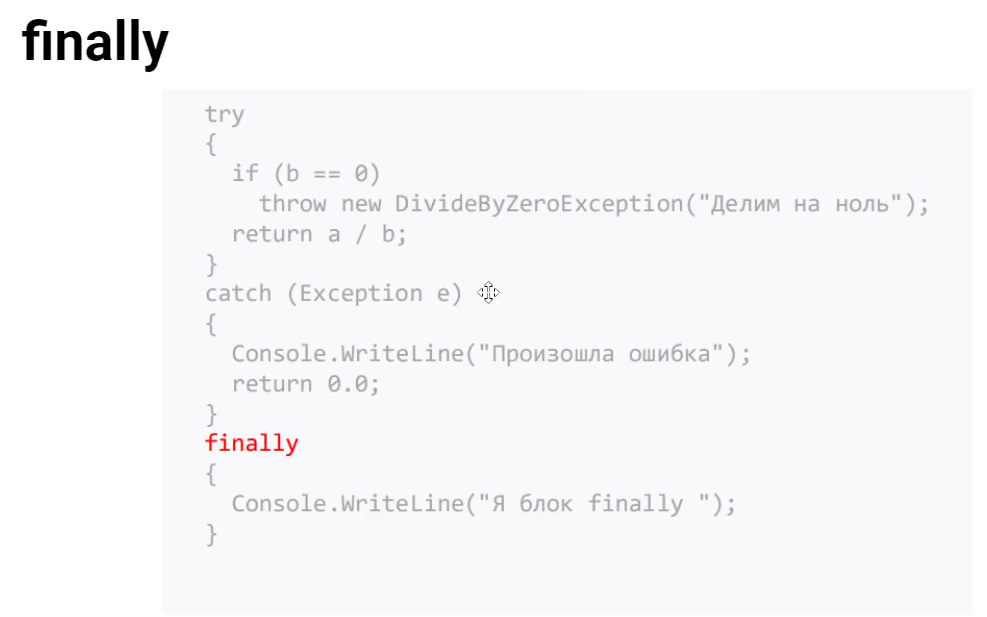 finally
try
{
if (b == 0)
throw new DivideByZeroException("Делим на ноль");
return a / b;
}
catch (Exception e)
{
Console.WriteLine("Произошла ошибка");
return 0.0;
}
finally
{
Console.WriteLine("Я блок finally ");
}